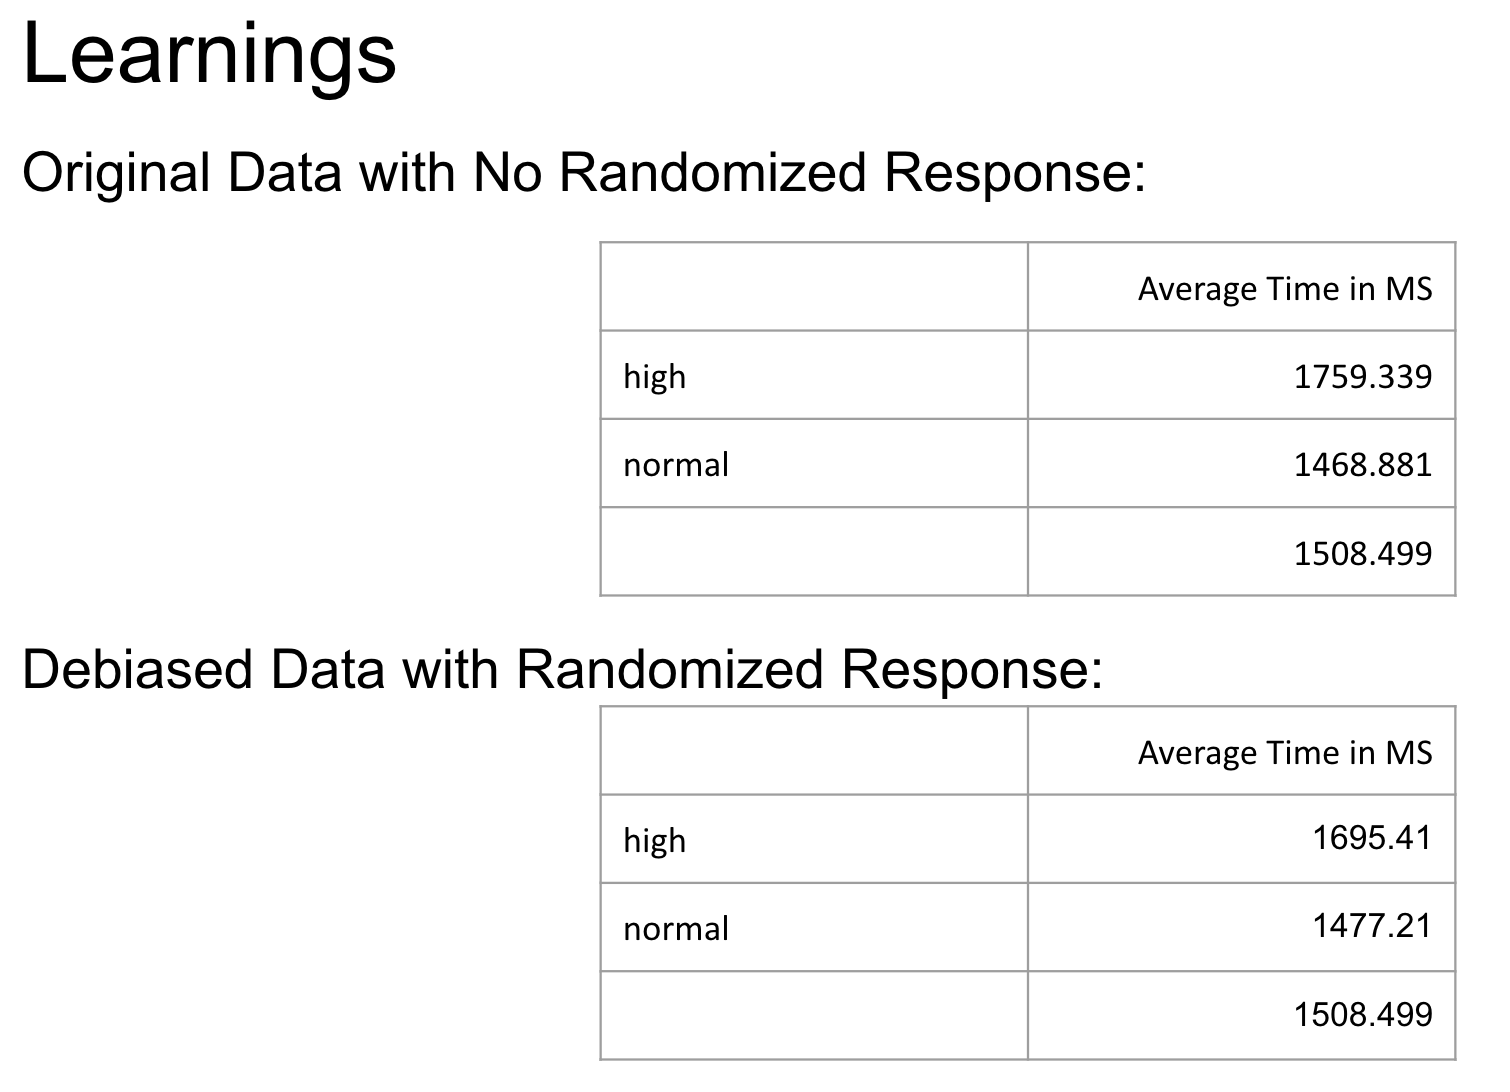 Learnings
Original Data with No Randomized Response:
Average Time in MS
high 1759.339
normal 1468.881
1508.499
Debiased Data with Randomized Response:
Average Time in MS
high 1695.41
normal 1477.21
1508.499